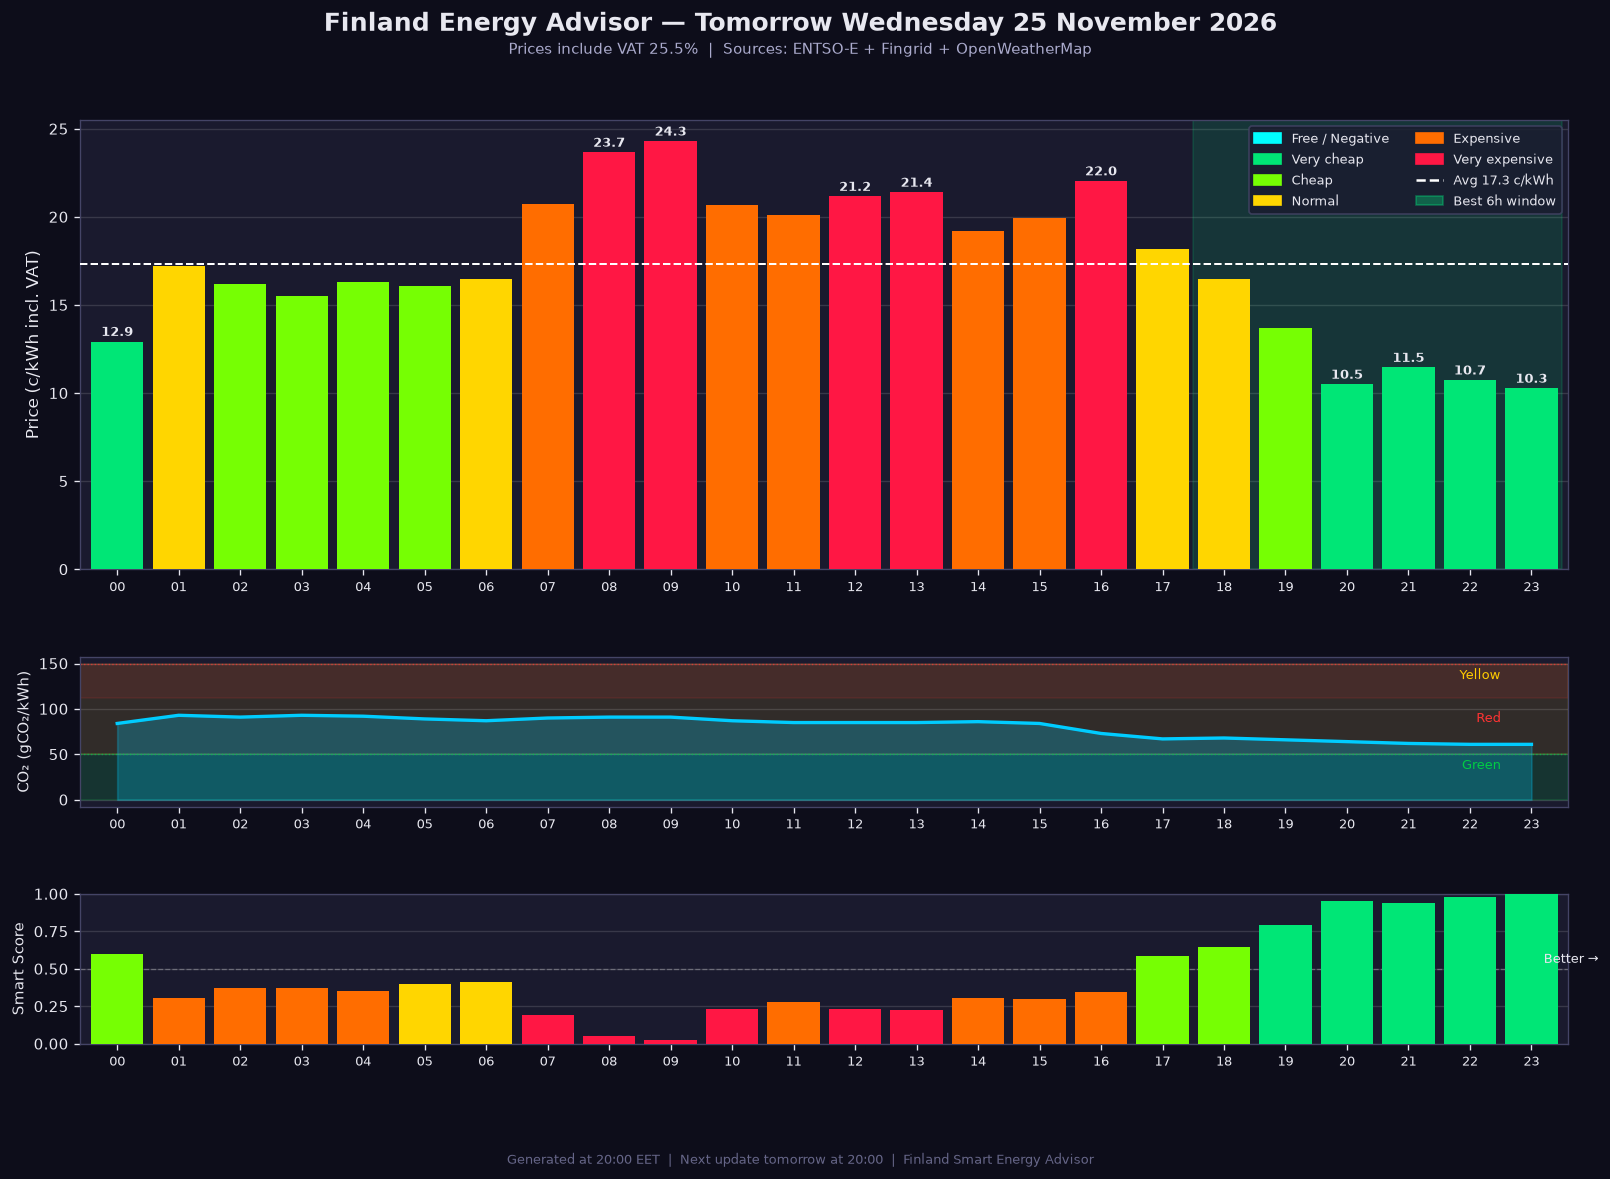 Finland Energy Advisor — Tomorrow Wednesday 25 November 2026
Prices include VAT 25.5%  |  Sources: ENTSO-E + Fingrid + OpenWeatherMap
Price (c/kWh incl. VAT)
25
20
15
10
5
0
12.9
23.7
24.3
21.2
21.4
22.0
10.5
11.5
10.7
10.3
Free / Negative
Very cheap
Cheap
Normal
Expensive
Very expensive
Avg 17.3 c/kWh
Best 6h window
00 01 02 03 04 05 06 07 08 09 10 11 12 13 14 15 16 17 18 19 20 21 22 23
CO₂ (gCO₂/kWh)
150
100
50
0
Yellow
Red
Green
00 01 02 03 04 05 06 07 08 09 10 11 12 13 14 15 16 17 18 19 20 21 22 23
Smart Score
1.00
0.75
0.50
0.25
0.00
Better →
00 01 02 03 04 05 06 07 08 09 10 11 12 13 14 15 16 17 18 19 20 21 22 23
Generated at 20:00 EET  |  Next update tomorrow at 20:00  |  Finland Smart Energy Advisor